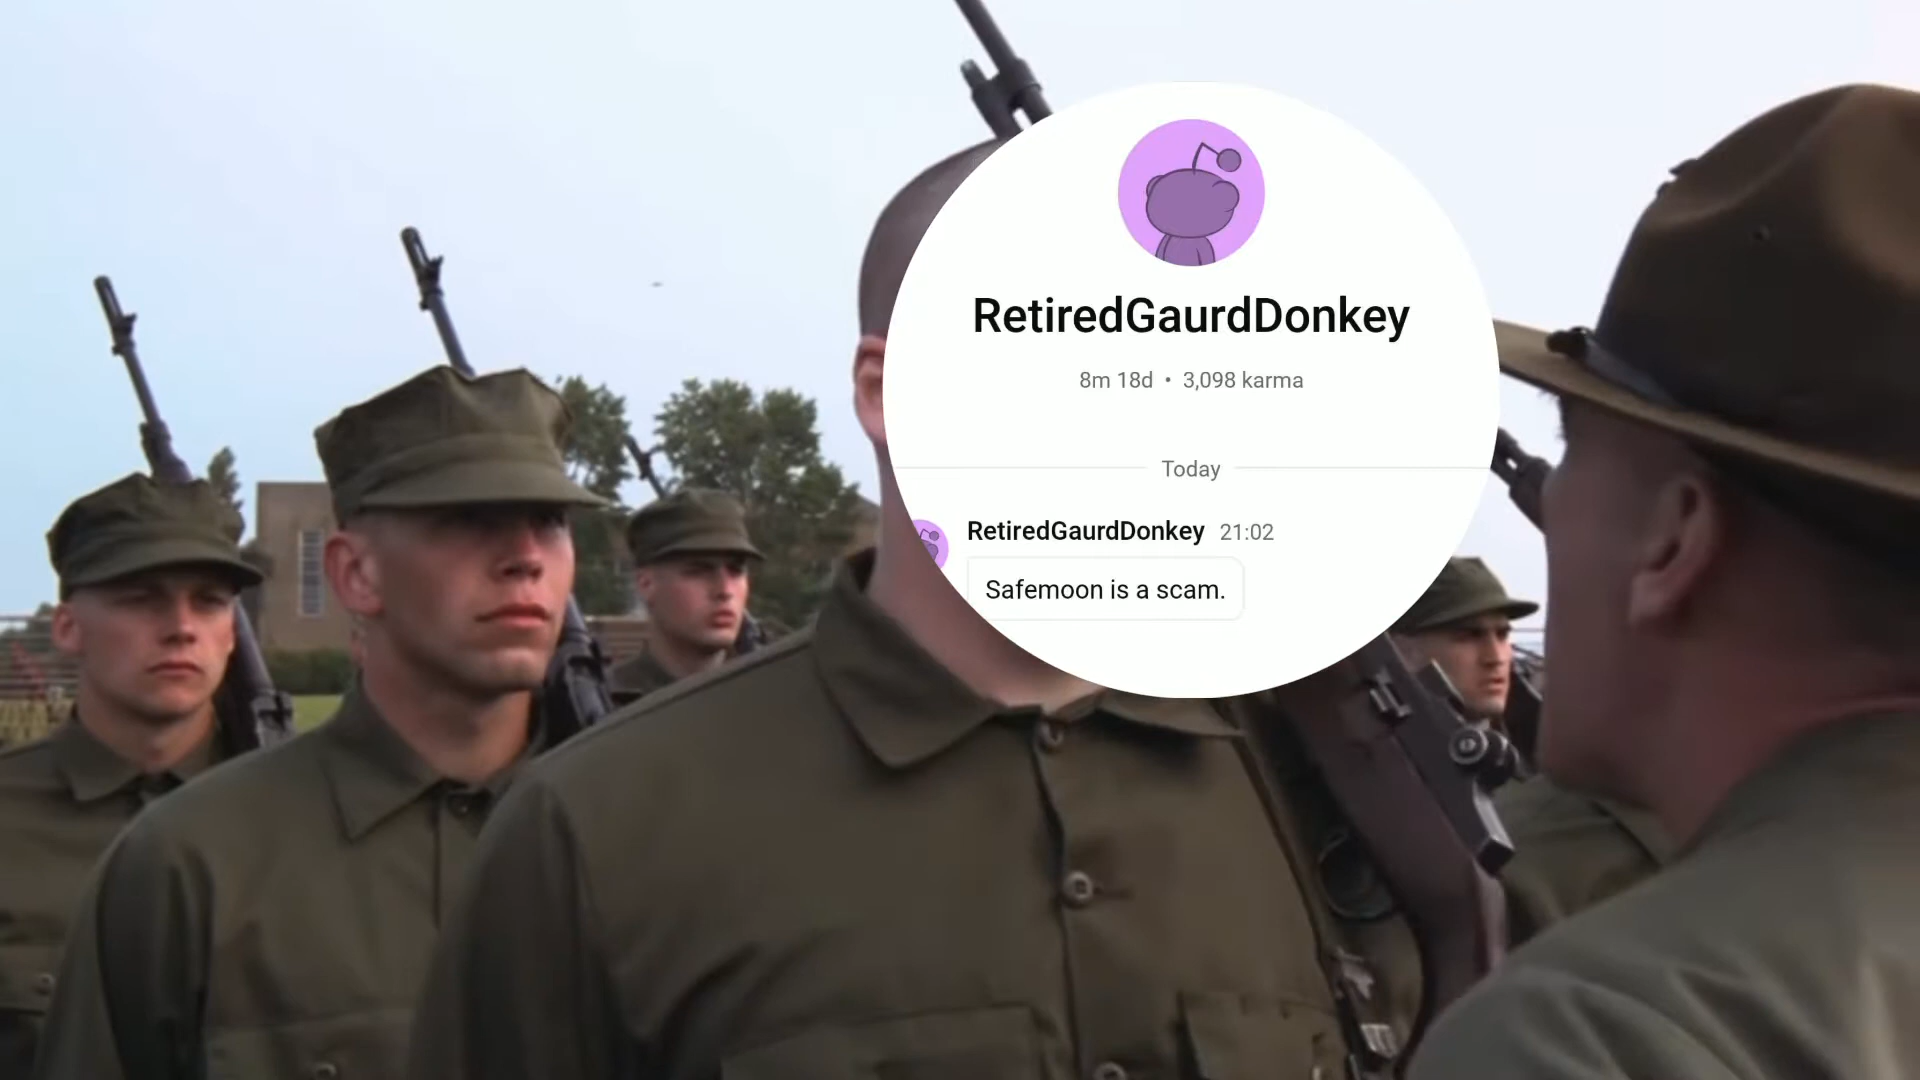 RetiredGaurdDonkey
8m 18d • 3,098 karma
Today
RetiredGaurdDonkey 21:02
Safemoon is a scam.